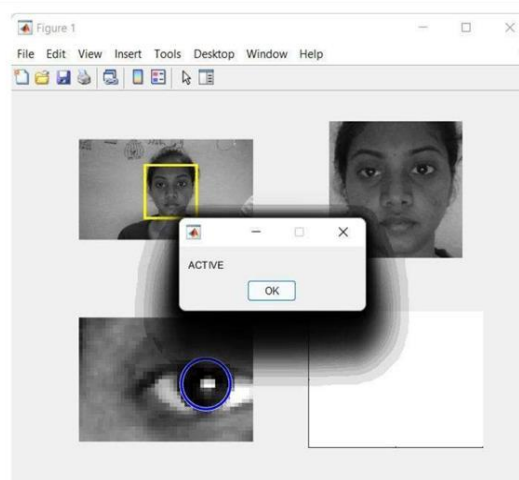 Figure 1
File Edit View Insert Tools Desktop Window Help
ACTIVE
OK